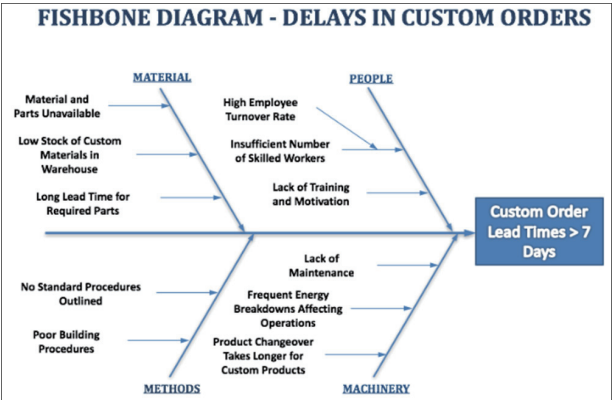 FISHBONE DIAGRAM - DELAYS IN CUSTOM ORDERS
MATERIAL
PEOPLE
Material and
Parts Unavailable
Low Stock of Custom
Materials in
Warehouse
Long Lead Time for
Required Parts
High Employee
Turnover Rate
Insufficient Number
of Skilled Workers
Lack of Training
and Motivation
Custom Order
Lead Times > 7
Days
No Standard Procedures
Outlined
Poor Building
Procedures
Lack of
Maintenance
Frequent Energy
Breakdowns Affecting
Operations
Product Changeover
Takes Longer for
Custom Products
METHODS
MACHINERY